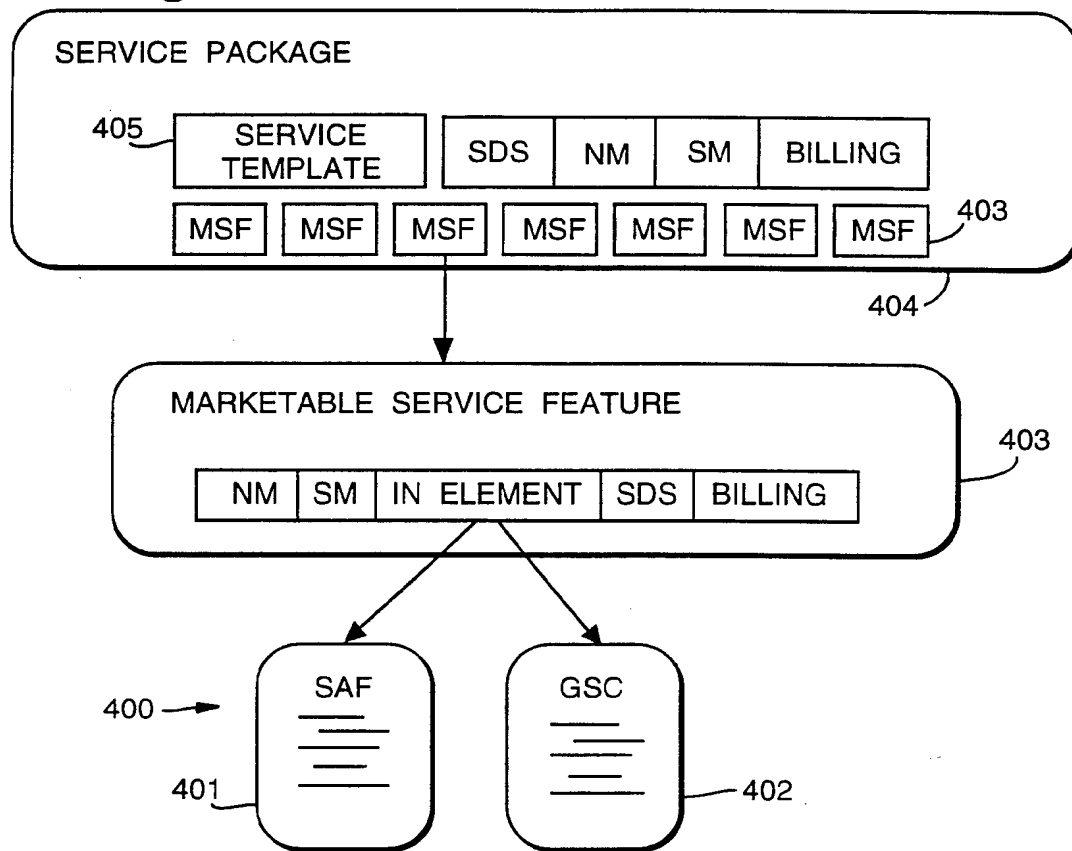 SERVICE PACKAGE
405
SERVICE TEMPLATE
SDS NM SM BILLING
MSF MSF MSF MSF MSF MSF MSF
403
404
MARKETABLE SERVICE FEATURE
403
NM SM IN ELEMENT SDS BILLING
SAF
GSC
400
401
402